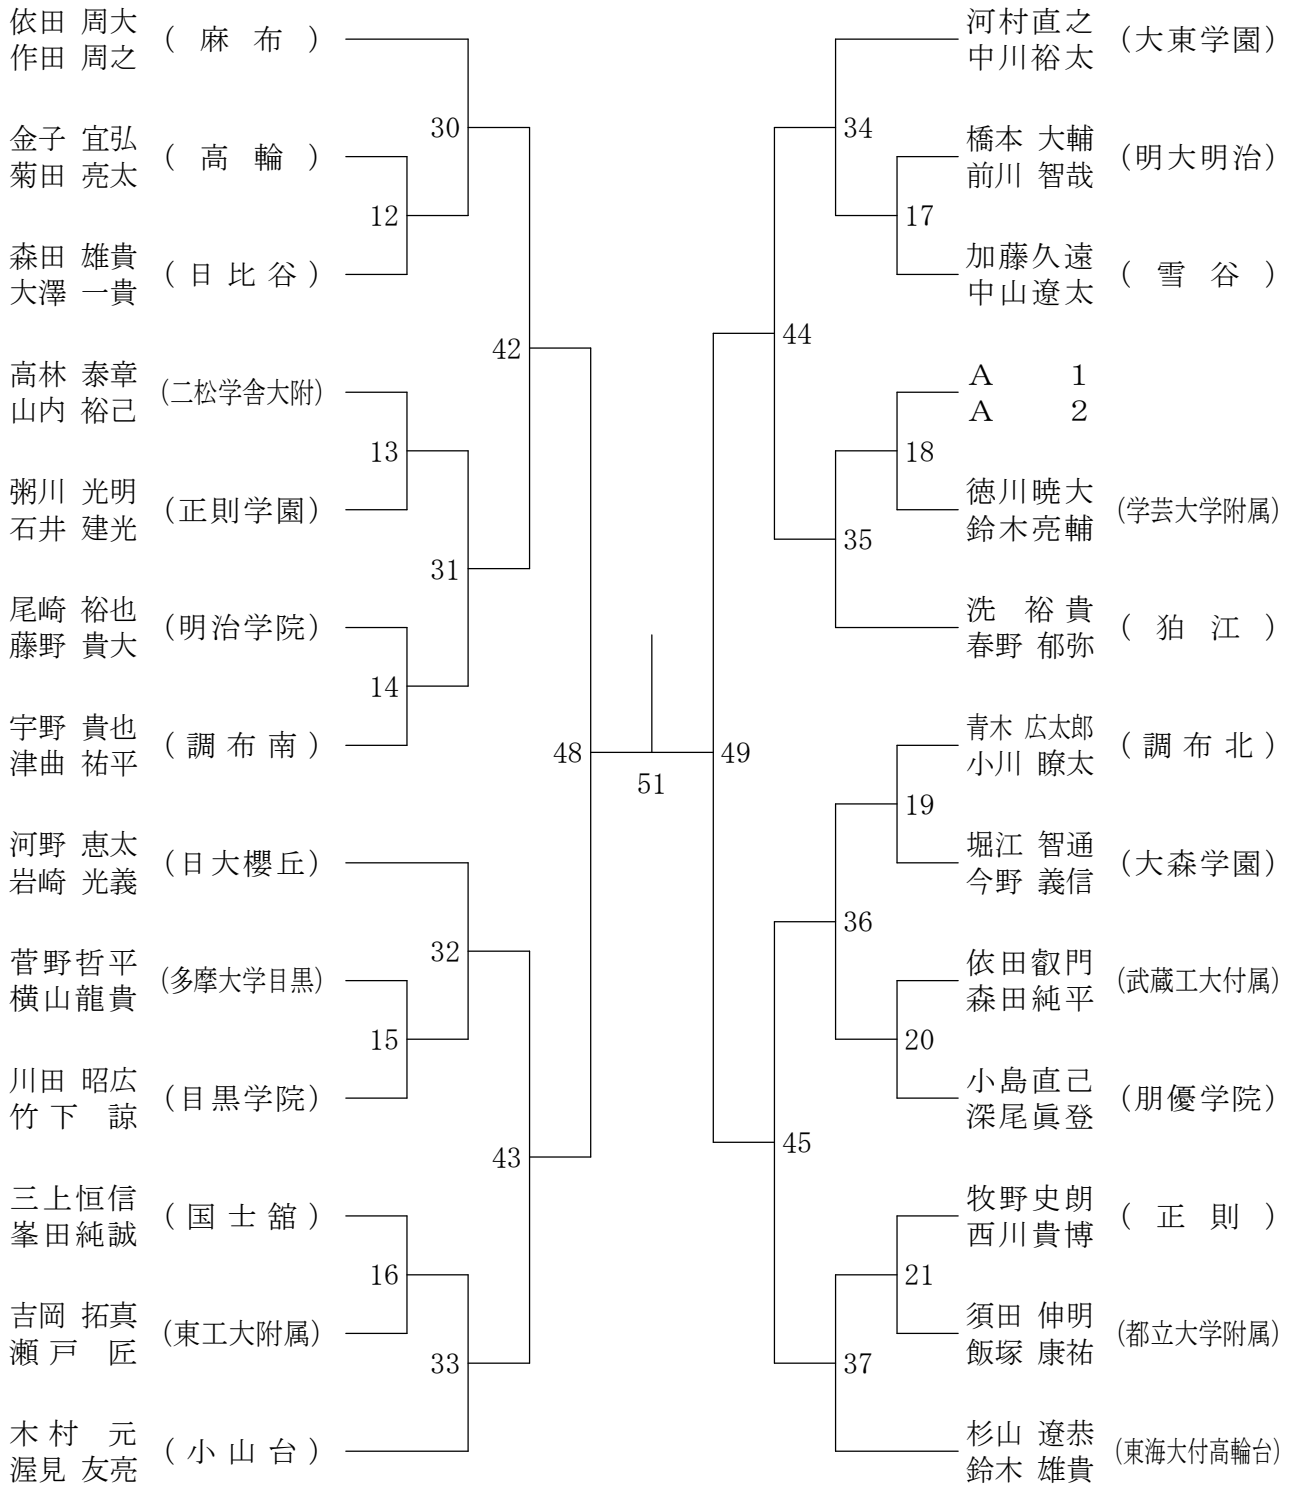 依田 周大
作田 周之
( 麻 布 )
金子 宜弘
菊田 亮太
( 高 輪 )
森田 雄貴
大澤 一貴
( 日 比 谷 )
高林 泰章
山内 裕己
(二松学舎大附)
粥川 光明
石井 建光
(正則学園)
尾崎 裕也
藤野 貴大
(明治学院)
宇野 貴也
津曲 祐平
( 調 布 南 )
河野 恵太
岩崎 光義
(日大櫻丘)
菅野哲平
横山龍貴
(多摩大学目黒)
川田 昭広
竹下 諒
(目黒学院)
三上恒信
峯田純誠
( 国 士 舘 )
吉岡 拓真
瀬戸 匠
(東工大附属)
木村 元
渥見 友亮
( 小 山 台 )
30
12
42
13
31
14
48
32
15
43
16
33
51
34
17
44
18
35
49
19
36
20
45
21
37
河村直之
中川裕太
(大東学園)
橋本 大輔
前川 智哉
(明大明治)
加藤久遠
中山遼太
( 雪 谷 )
A 1
A 2
徳川暁大
鈴木亮輔
(学芸大学附属)
洗 裕貴
春野 郁弥
( 狛 江 )
青木 広太郎
小川 瞭太
( 調 布 北 )
堀江 智通
今野 義信
(大森学園)
依田叡門
森田純平
(武蔵工大付属)
小島直己
深尾眞登
(朋優学院)
牧野史朗
西川貴博
( 正 則 )
須田 伸明
飯塚 康祐
(都立大学附属)
杉山 遼恭
鈴木 雄貴
(東海大付高輪台)